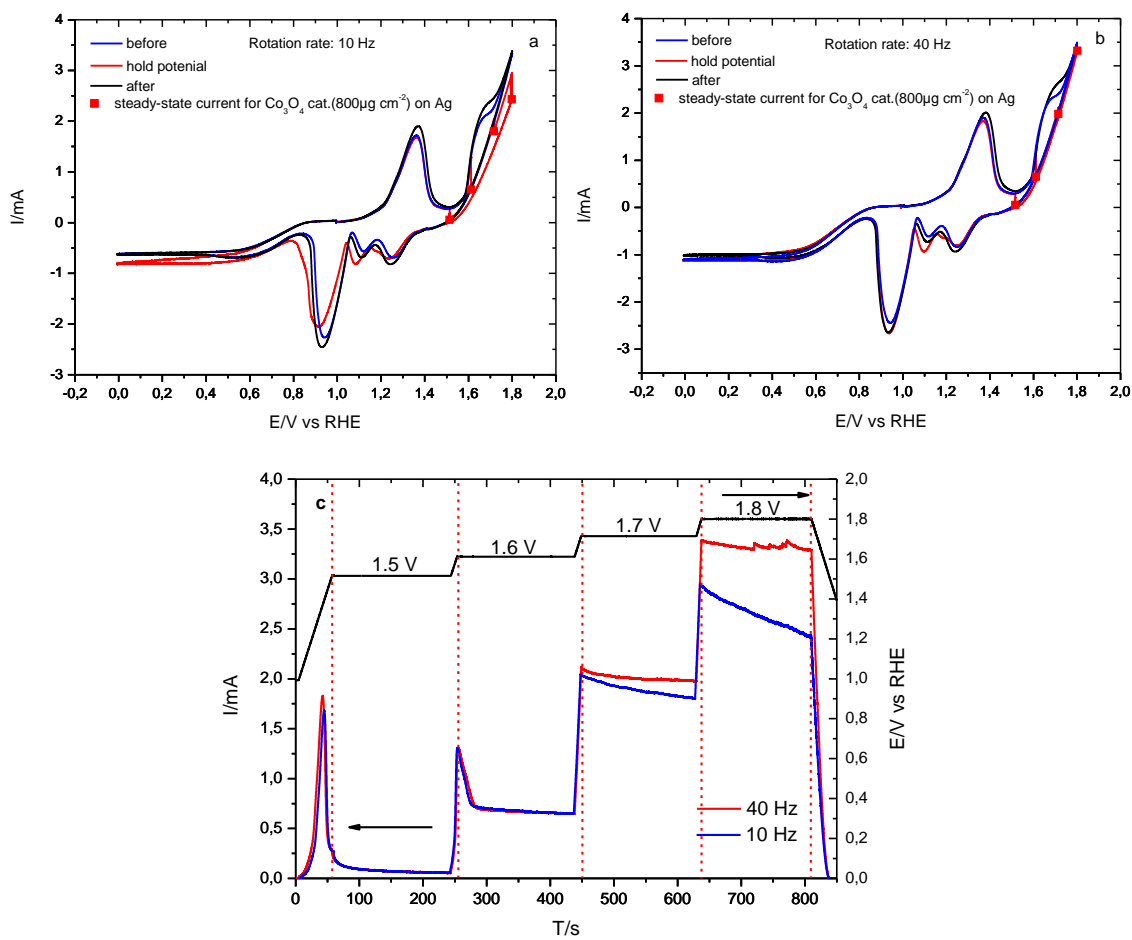 a
Rotation rate: 10 Hz
before
hold potenial
after
steady-state current for Co₃O₄ cat.(800µg cm⁻²) on Ag
4
3
2
1
0
-1
-2
-3
I/mA
-0,2 0,0 0,2 0,4 0,6 0,8 1,0 1,2 1,4 1,6 1,8 2,0
E/V vs RHE
b
Rotation rate: 40 Hz
before
hold potenial
after
steady-state current for Co₃O₄ cat.(800µg cm⁻²) on Ag
4
3
2
1
0
-1
-2
-3
I/mA
-0,2 0,0 0,2 0,4 0,6 0,8 1,0 1,2 1,4 1,6 1,8 2,0
E/V vs RHE
c
1.5 V
1.6 V
1.7 V
1.8 V
40 Hz
10 Hz
4,0
3,5
3,0
2,5
2,0
1,5
1,0
0,5
0,0
I/mA
2,0
1,8
1,6
1,4
1,2
1,0
0,8
0,6
0,4
0,2
0,0
E/V vs RHE
0 100 200 300 400 500 600 700 800
T/s